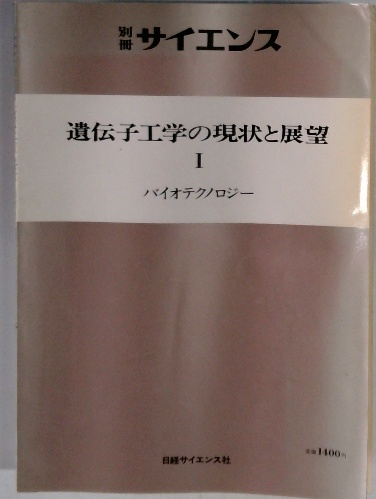 別冊 サイエンス
遺伝子工学の現状と展望
I
バイオテクノロジー
日経サイエンス社
定価1400円